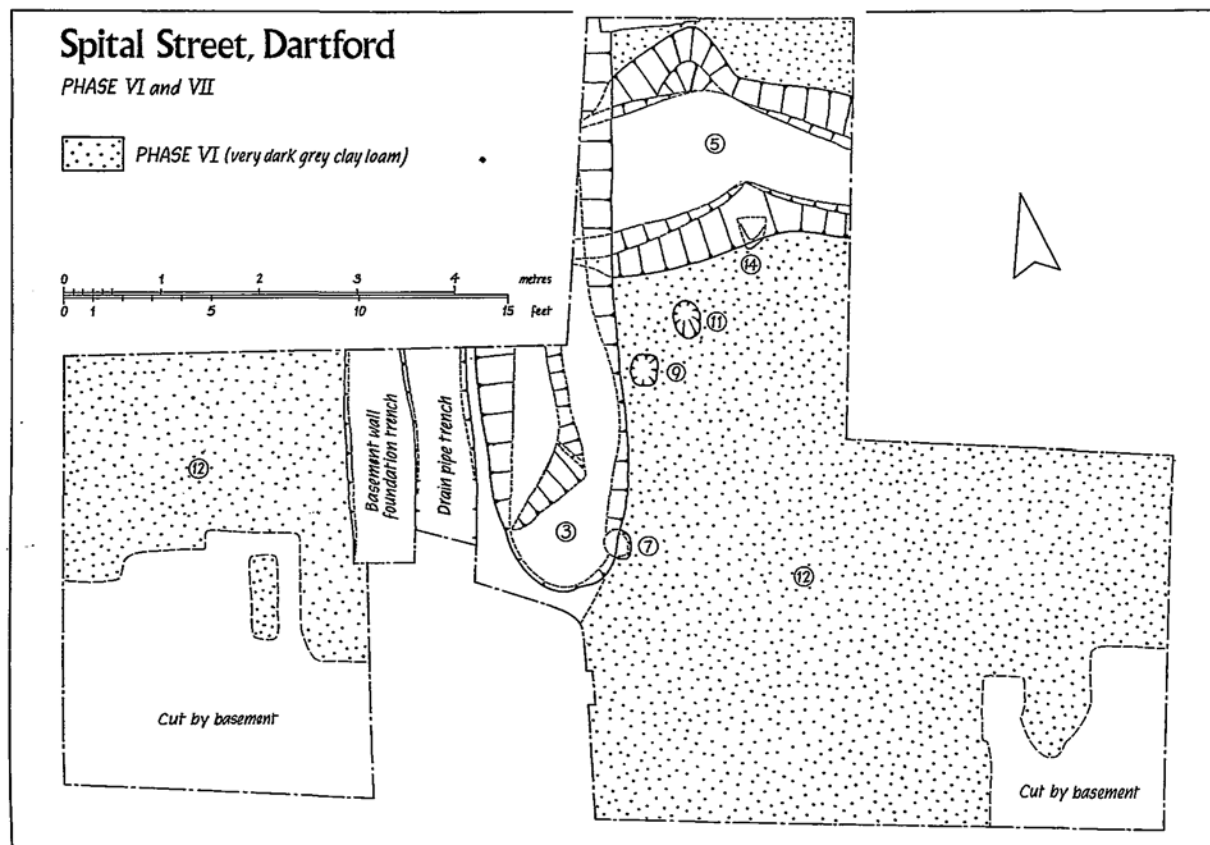 Spital Street, Dartford
PHASE VI and VII
PHASE VI (very dark grey clay loam)
0 1 2 3 4 metres
0 1 5 10 15 feet
5
14
11
9
12
Basement wall
foundation trench
Drain pipe trench
3
7
12
Cut by basement
Cut by basement